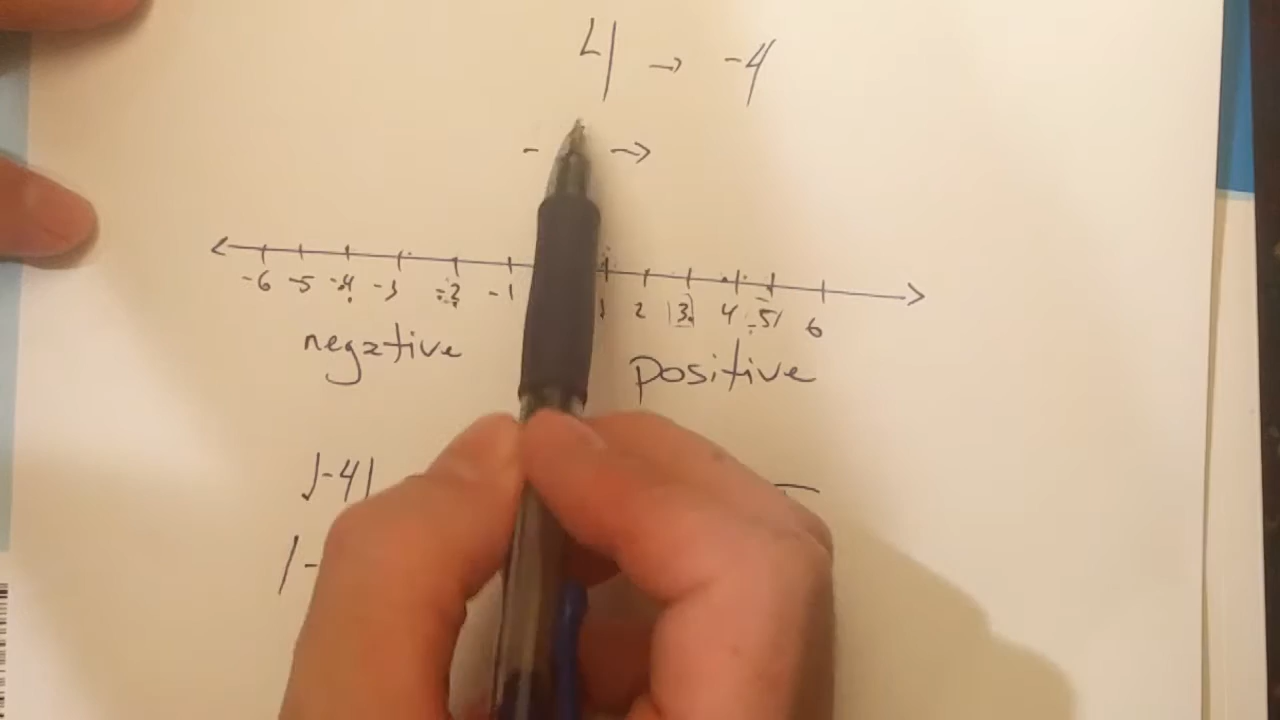 4 → -4
- →
-6 -5 -4 -3 -2 -1 1 2 3 4 5 6
negative positive
|-4|
|-